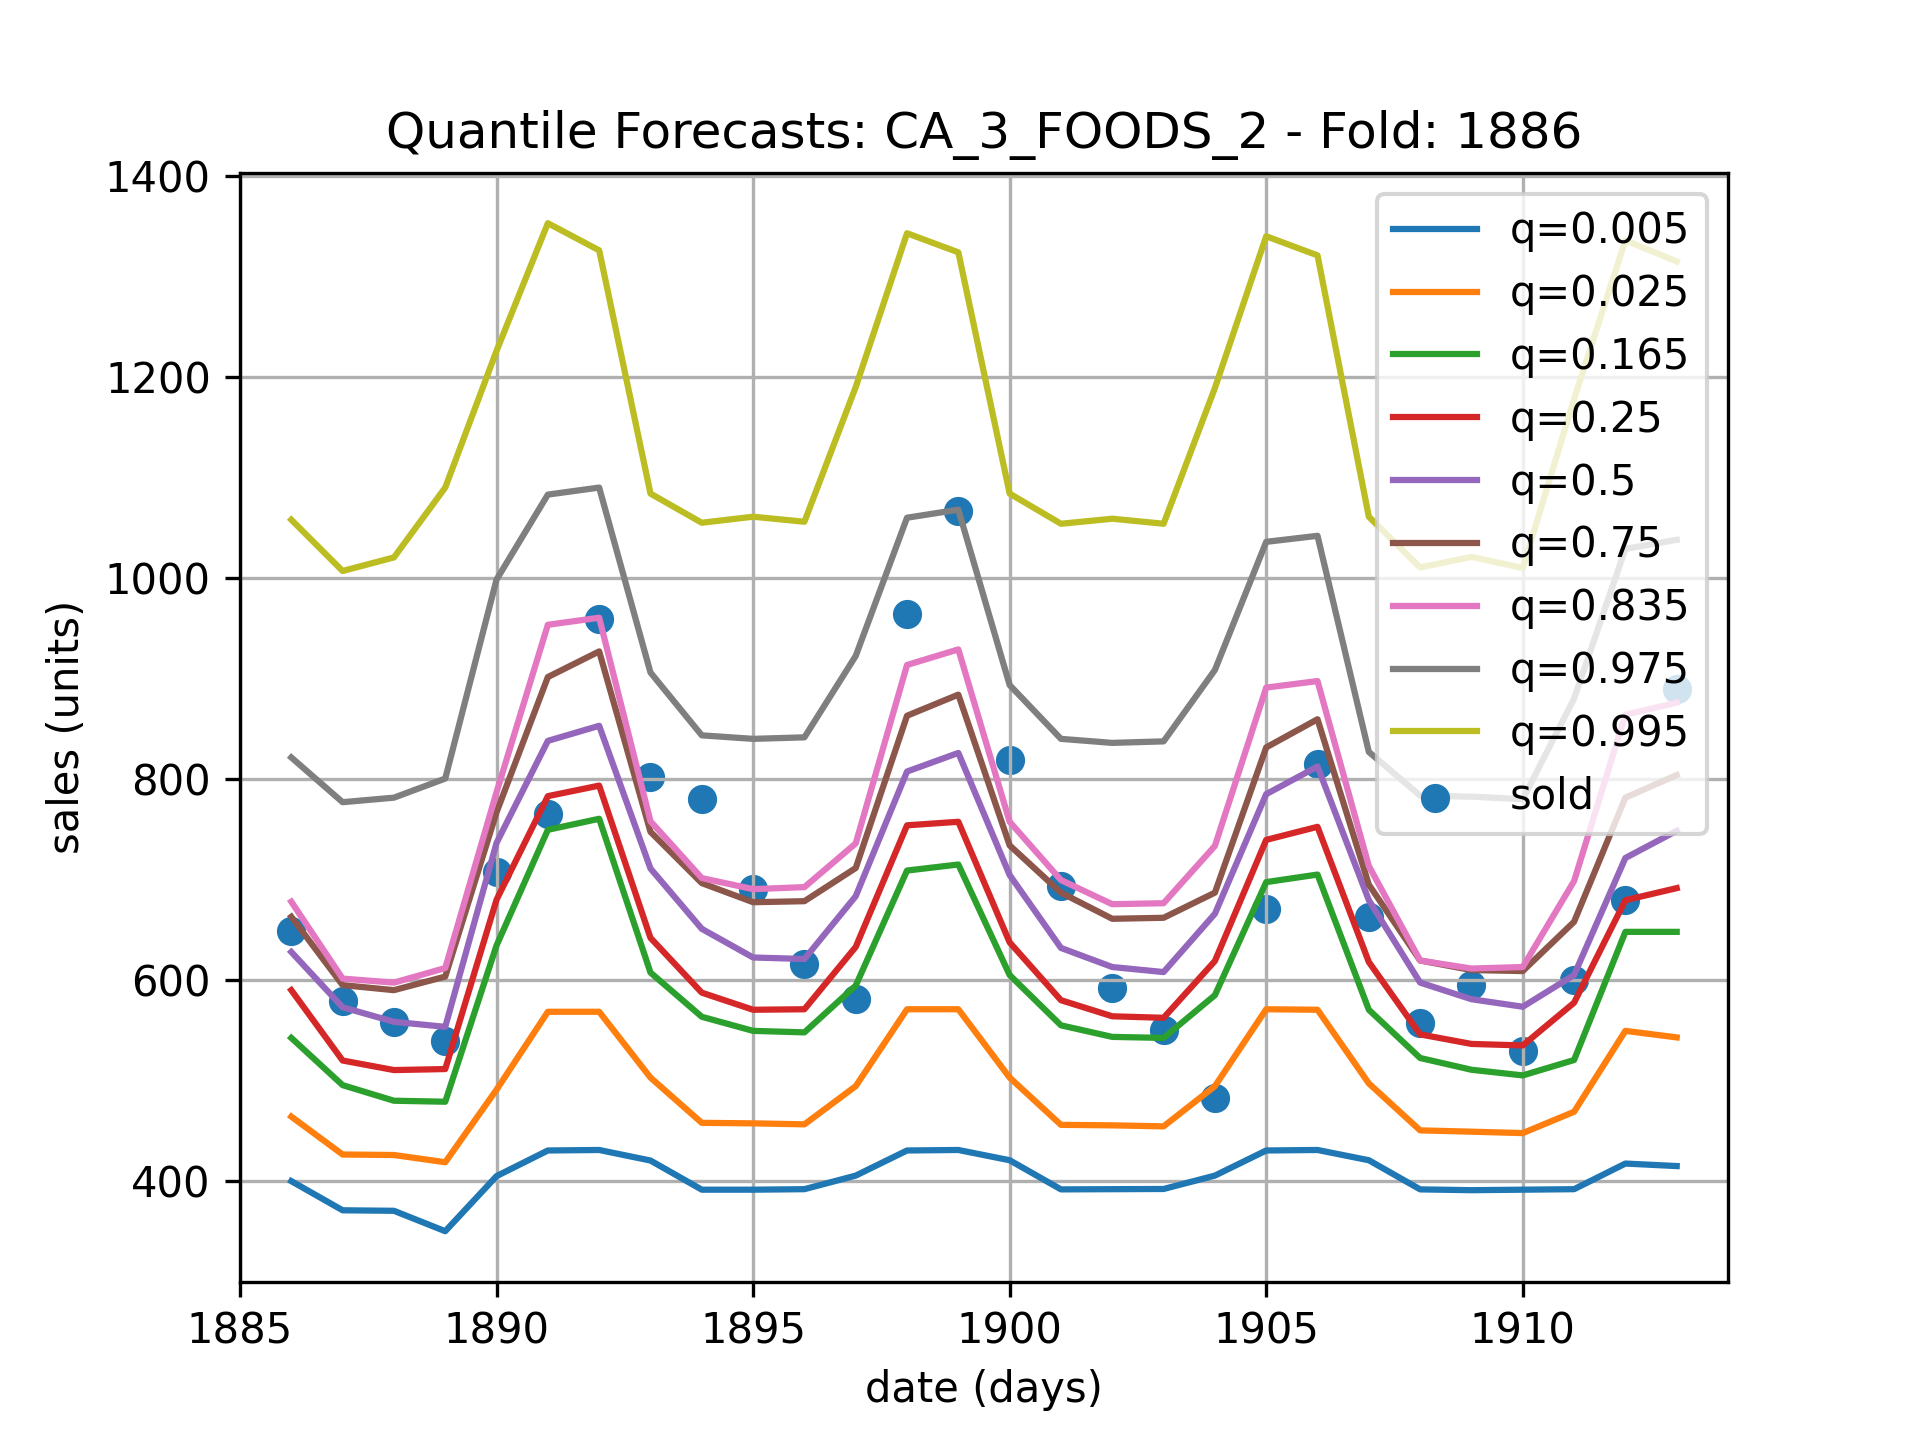 Quantile Forecasts: CA_3_FOODS_2 - Fold: 1886
1400
1200
1000
800
600
400
sales (units)
q=0.005
q=0.025
q=0.165
q=0.25
q=0.5
q=0.75
q=0.835
q=0.975
q=0.995
sold
1885 1890 1895 1900 1905 1910
date (days)